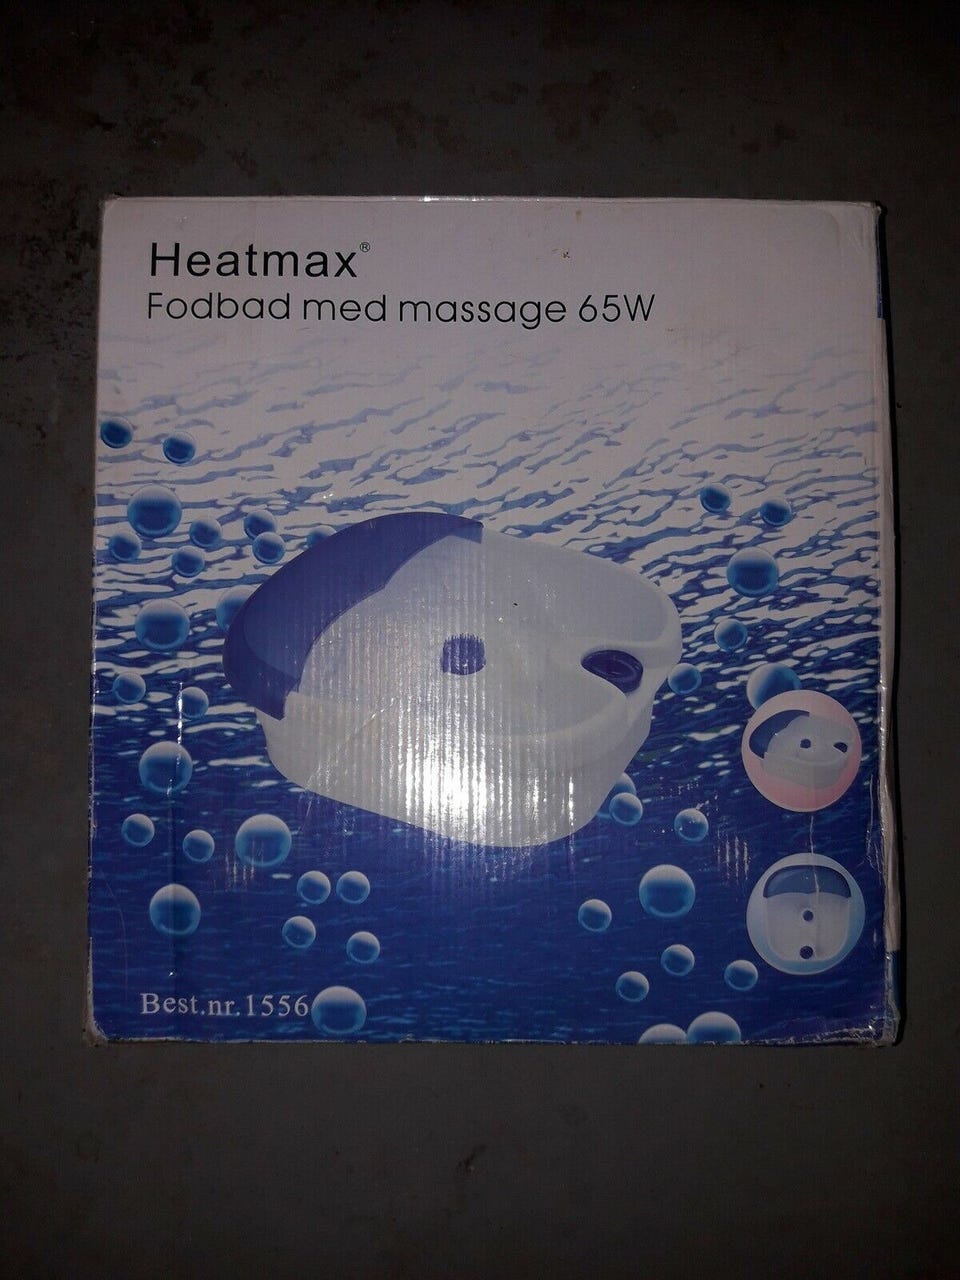 Heatmax®
Fodbad med massage 65W
Best.nr.1556